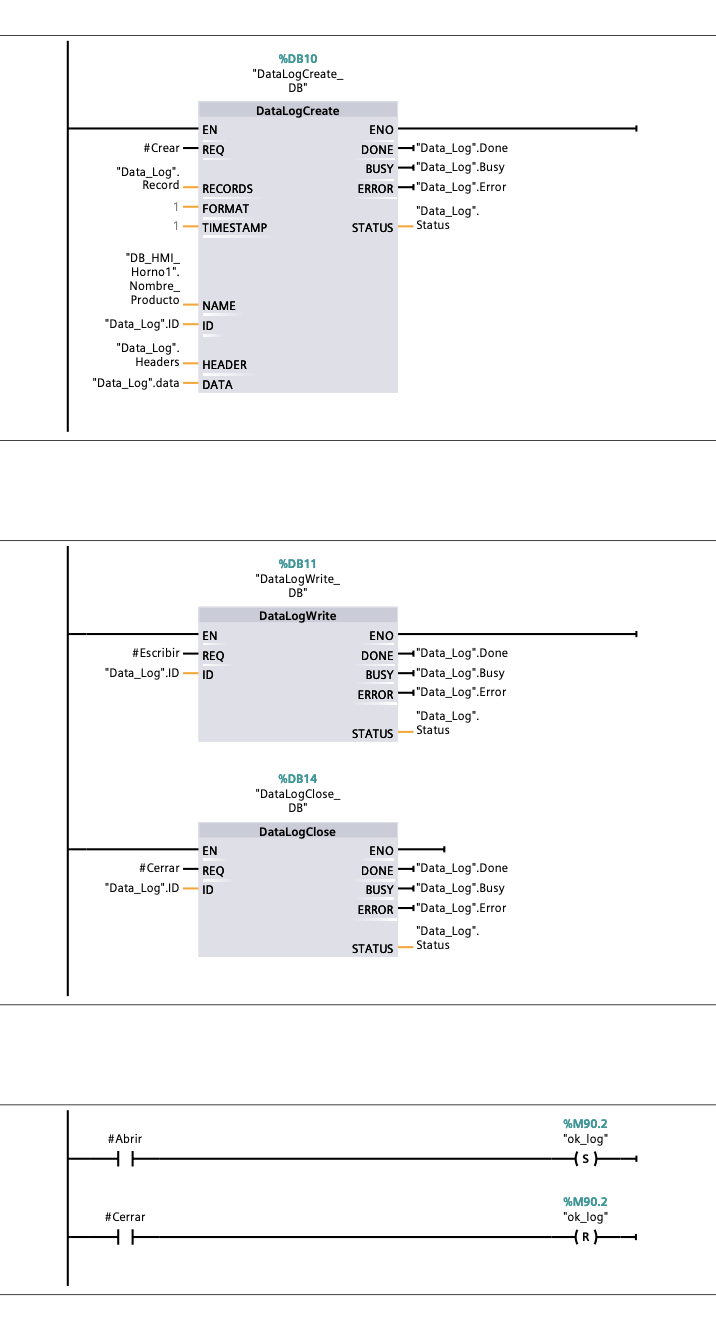 %DB10
"DataLogCreate_
DB"
DataLogCreate
EN ENO
#Crear REQ DONE "Data_Log".Done
BUSY "Data_Log".Busy
"Data_Log".
Record RECORDS ERROR "Data_Log".Error
1 FORMAT
"Data_Log".
1 TIMESTAMP STATUS Status
"DB_HMI_
Horno1".
Nombre_
Producto NAME
"Data_Log".ID ID
"Data_Log".
Headers HEADER
"Data_Log".data DATA
%DB11
"DataLogWrite_
DB"
DataLogWrite
EN ENO
#Escribir REQ DONE "Data_Log".Done
"Data_Log".ID ID BUSY "Data_Log".Busy
ERROR "Data_Log".Error
"Data_Log".
STATUS Status
%DB14
"DataLogClose_
DB"
DataLogClose
EN ENO
#Cerrar REQ DONE "Data_Log".Done
"Data_Log".ID ID BUSY "Data_Log".Busy
ERROR "Data_Log".Error
"Data_Log".
STATUS Status
%M90.2
#Abrir "ok_log"
S
%M90.2
#Cerrar "ok_log"
R